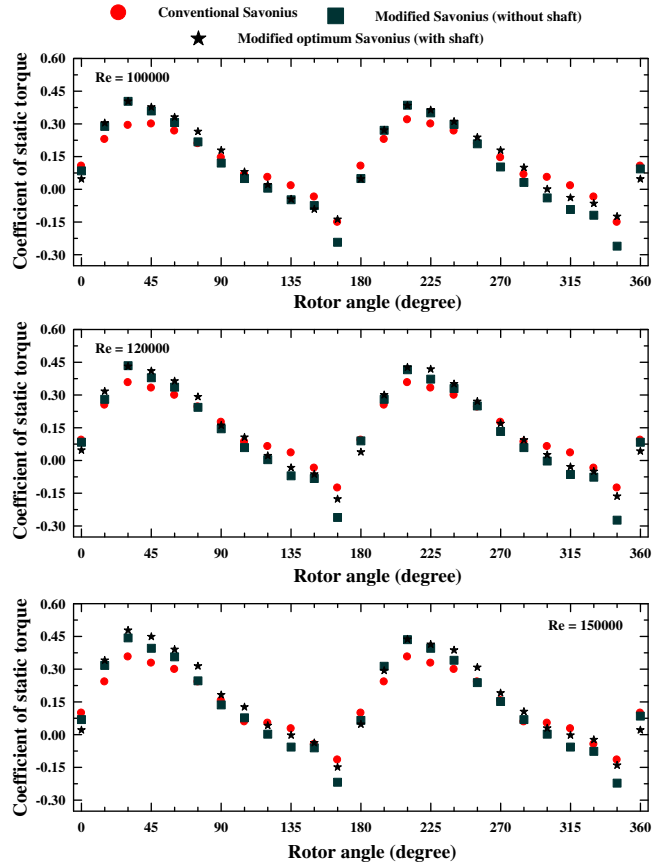 Conventional Savonius
Modified Savonius (without shaft)
Modified optimum Savonius (with shaft)
Re = 100000
0.60
0.45
0.30
0.15
0.00
-0.15
-0.30
Coefficient of static torque
0 45 90 135 180 225 270 315 360
Rotor angle (degree)
Re = 120000
0.60
0.45
0.30
0.15
0.00
-0.15
-0.30
Coefficient of static torque
0 45 90 135 180 225 270 315 360
Rotor angle (degree)
Re = 150000
0.60
0.45
0.30
0.15
0.00
-0.15
-0.30
Coefficient of static torque
0 45 90 135 180 225 270 315 360
Rotor angle (degree)